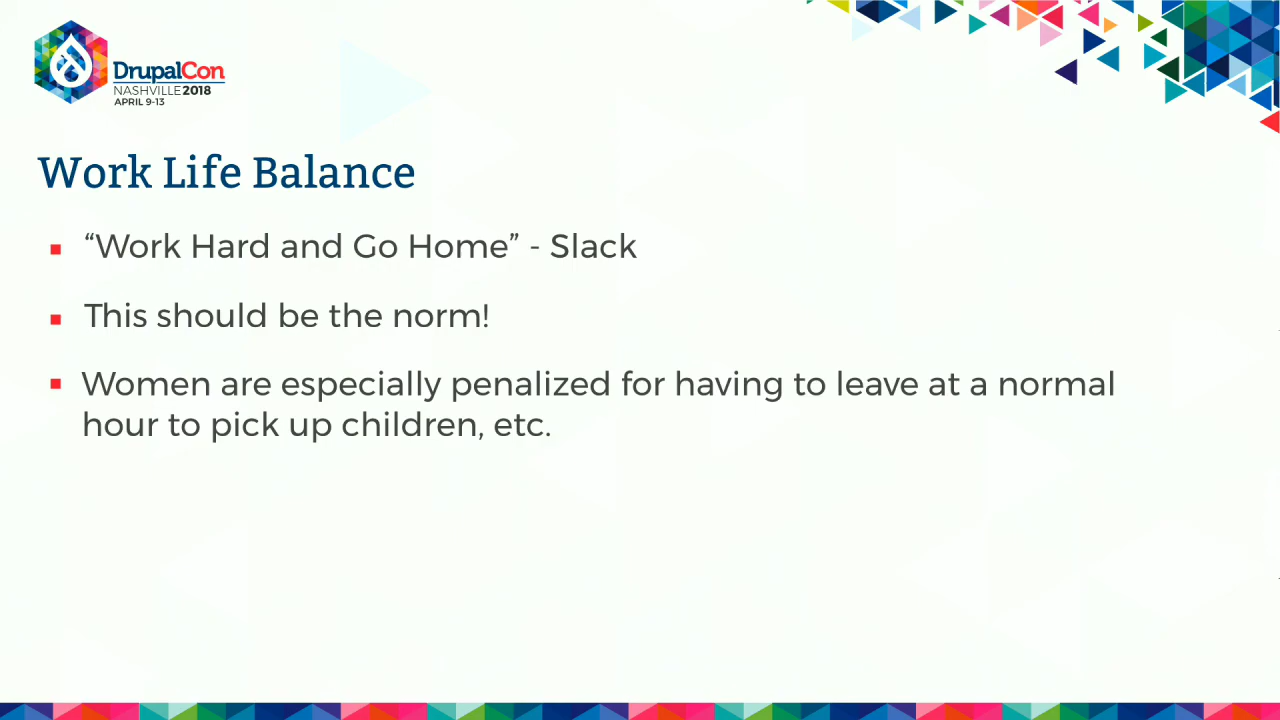 DrupalCon
NASHVILLE 2018
APRIL 9-13
Work Life Balance
“Work Hard and Go Home” - Slack
This should be the norm!
Women are especially penalized for having to leave at a normal
hour to pick up children, etc.